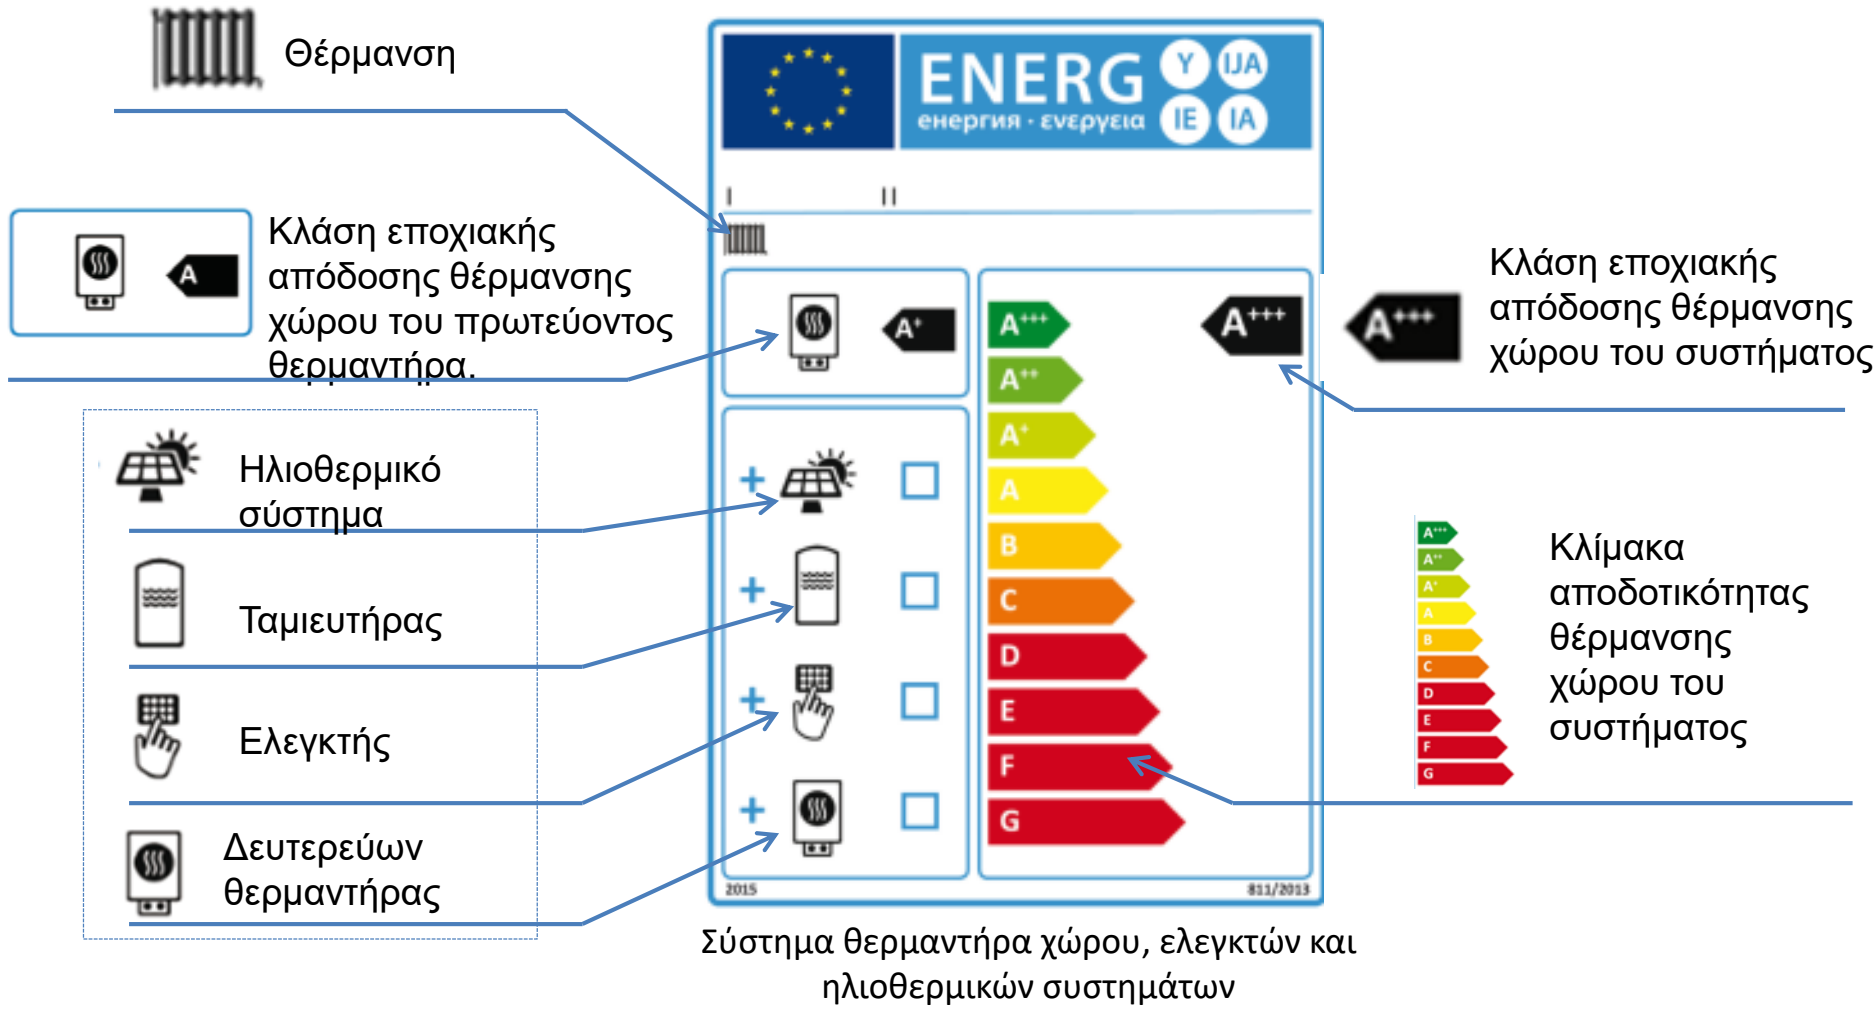 Θέρμανση
ENERG
енергия · ενεργεια
Y
IJA
IE
IA
I
II
A
Κλάση εποχιακής
απόδοσης θέρμανσης
χώρου του πρωτεύοντος
θερμαντήρα.
A+
A+++
A++
A+
A
B
C
D
E
F
G
A+++
A+++
Κλάση εποχιακής
απόδοσης θέρμανσης
χώρου του συστήματος
+
Ηλιοθερμικό
σύστημα
+
Ταμιευτήρας
+
Ελεγκτής
+
Δευτερεύων
θερμαντήρας
A+++
A++
A+
A
B
C
D
E
F
G
Κλίμακα
αποδοτικότητας
θέρμανσης
χώρου του
συστήματος
2015
811/2013
Σύστημα θερμαντήρα χώρου, ελεγκτών και
ηλιοθερμικών συστημάτων